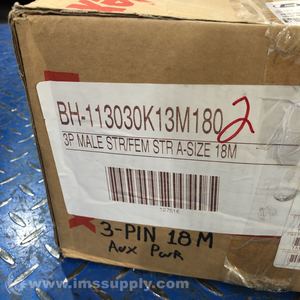 BH-113030K13M180 2
3P MALE STR/FEM STR A-SIZE 18M
3-PIN 18M
Aux Pwr
www.imssupply.com